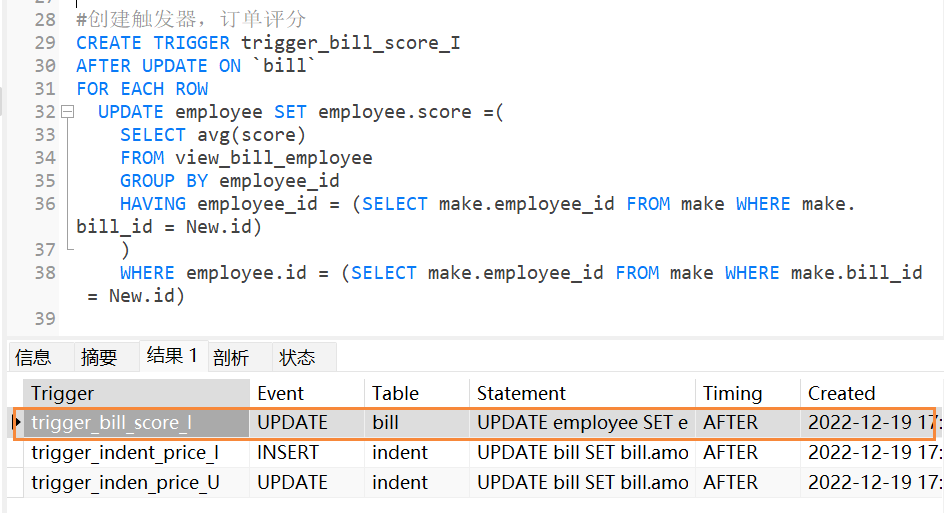 28 #创建触发器，订单评分
29 CREATE TRIGGER trigger_bill_score_I
30 AFTER UPDATE ON `bill`
31 FOR EACH ROW
32 UPDATE employee SET employee.score =(
33 SELECT avg(score)
34 FROM view_bill_employee
35 GROUP BY employee_id
36 HAVING employee_id = (SELECT make.employee_id FROM make WHERE make.
bill_id = New.id)
37 )
38 WHERE employee.id = (SELECT make.employee_id FROM make WHERE make.bill_id
= New.id)
39
信息 摘要 结果 1 剖析 状态
Trigger Event Table Statement Timing Created
trigger_bill_score_I UPDATE bill UPDATE employee SET e AFTER 2022-12-19 17:
trigger_indent_price_I INSERT indent UPDATE bill SET bill.amo AFTER 2022-12-19 17:
trigger_inden_price_U UPDATE indent UPDATE bill SET bill.amo AFTER 2022-12-19 17: